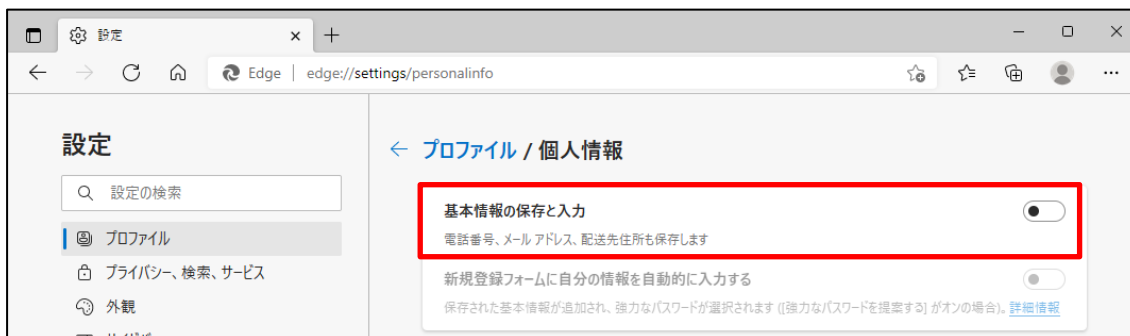 設定
Edge | edge://settings/personalinfo
設定
← プロファイル / 個人情報
設定の検索
基本情報の保存と入力
電話番号、メール アドレス、配送先住所も保存します
プロファイル
プライバシー、検索、サービス
新規登録フォームに自分の情報を自動的に入力する
保存された基本情報が追加され、強力なパスワードが選択されます ([強力なパスワードを提案する] がオンの場合)。詳細情報
外観